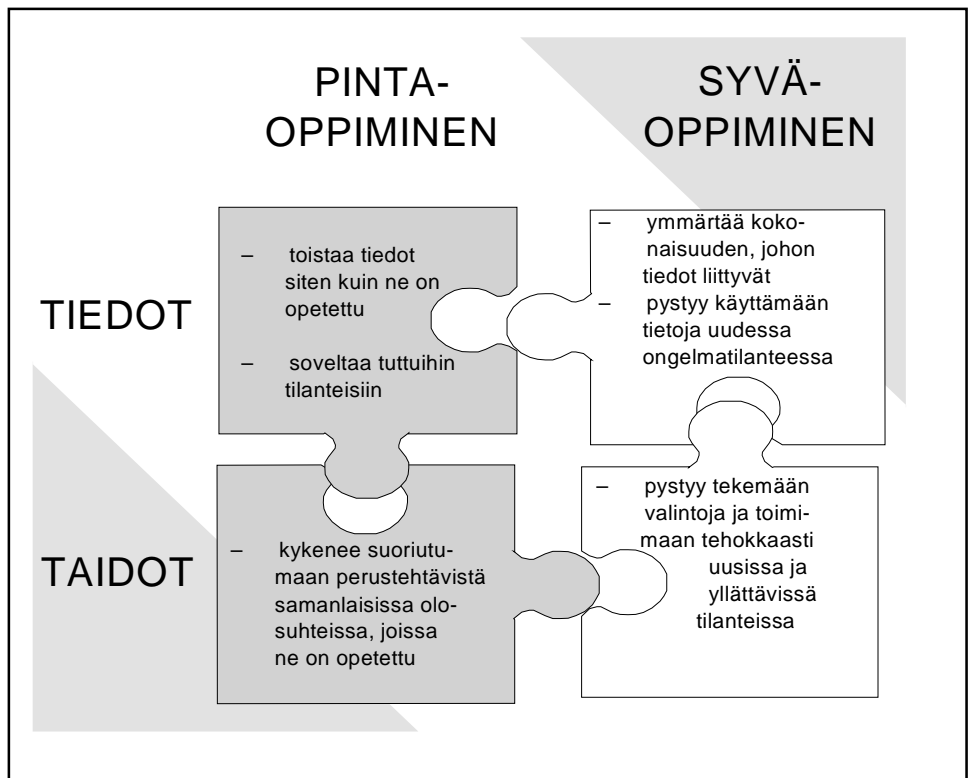 PINTA-
OPPIMINEN
SYVÄ-
OPPIMINEN
TIEDOT
– toistaa tiedot
siten kuin ne on
opetettu
– soveltaa tuttuihin
tilanteisiin
– ymmärtää koko-
naisuuden, johon
tiedot liittyvät
– pystyy käyttämään
tietoja uudessa
ongelmatilanteessa
TAIDOT
– kykenee suoriutu-
maan perustehtävistä
samanlaisissa olo-
suhteissa, joissa
ne on opetettu
– pystyy tekemään
valintoja ja toimi-
maan tehokkaasti
uusissa ja
yllättävissä
tilanteissa